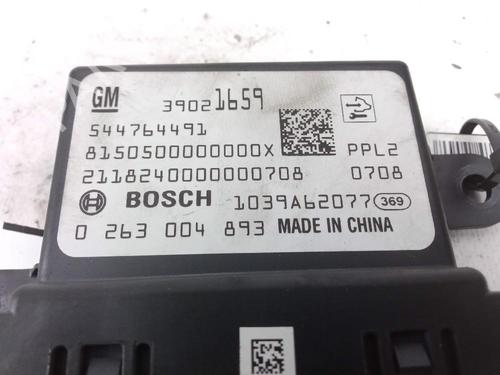 GM 39021659
544764491
8150500000000X PPL2
2118240000000708 0708
BOSCH 1039A62077 369
0 263 004 893 MADE IN CHINA